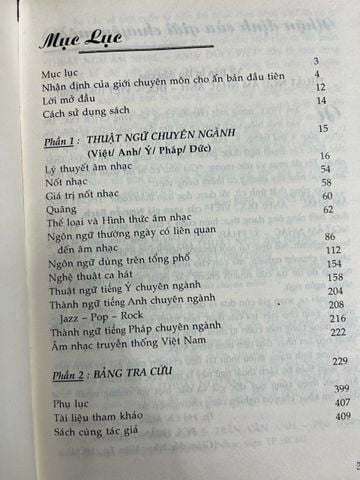 Mục Lục
Mục lục 3
Nhận định của giới chuyên môn cho ấn bản đầu tiên 4
Lời mở đầu 12
Cách sử dụng sách 14
Phần 1 : THUẬT NGỮ CHUYÊN NGÀNH 15
(Việt/ Anh/ Ý/ Pháp/ Đức)
Lý thuyết âm nhạc 16
Nốt nhạc 54
Giá trị nốt nhạc 58
Quãng 60
Thể loại và Hình thức âm nhạc 62
Ngôn ngữ thường ngày có liên quan
đến âm nhạc 86
Ngôn ngữ dùng trên tổng phổ 112
Nghệ thuật ca hát 154
Thuật ngữ tiếng Ý chuyên ngành 158
Thành ngữ tiếng Anh chuyên ngành 204
Jazz – Pop – Rock 208
Thành ngữ tiếng Pháp chuyên ngành 216
Âm nhạc truyền thống Việt Nam 222
Phần 2 : BẢNG TRA CỨU 229
Phụ lục 399
Tài liệu tham khảo 407
Sách cùng tác giả 409